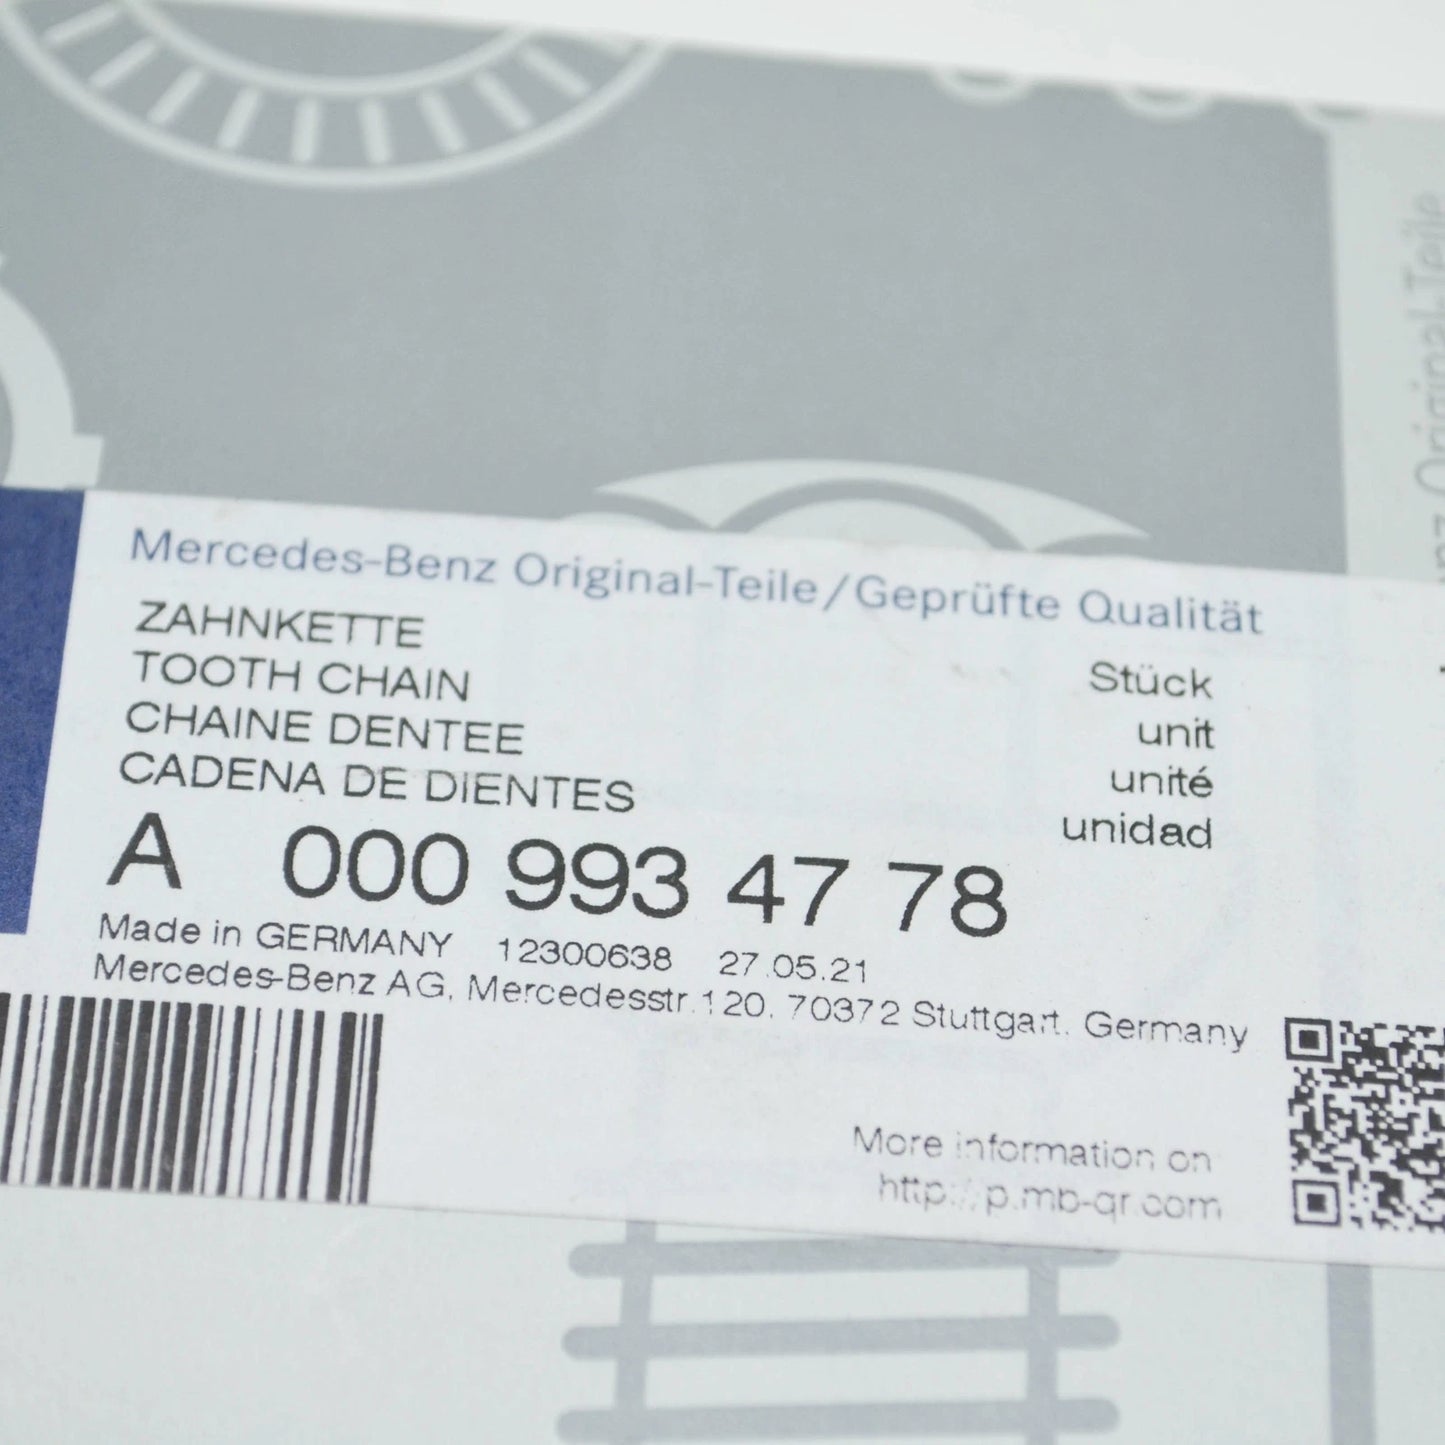 Mercedes-Benz Original-Teile/Geprüfte Qualität
ZAHNKETTE
TOOTH CHAIN
CHAINE DENTEE
CADENA DE DIENTES
Stück
unit
unité
unidad
A 000 993 47 78
Made in GERMANY 12300638 27.05.21
Mercedes-Benz AG, Mercedesstr.120, 70372 Stuttgart, Germany
More information on
http://p.mb-qr.com
Original-Teile